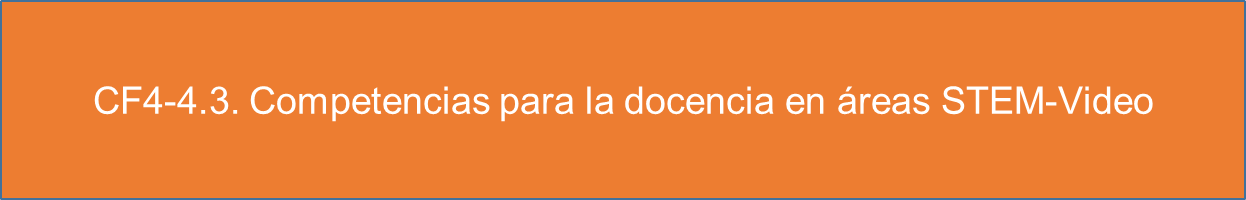 CF4-4.3. Competencias para la docencia en áreas STEM-Video